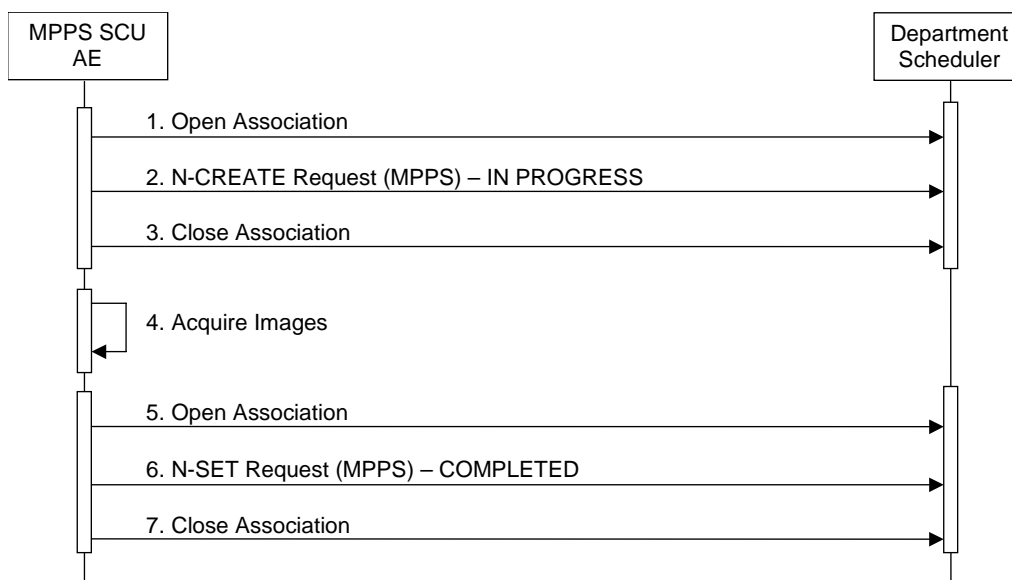 MPPS SCU
AE
Department
Scheduler
1. Open Association
2. N-CREATE Request (MPPS) – IN PROGRESS
3. Close Association
4. Acquire Images
5. Open Association
6. N-SET Request (MPPS) – COMPLETED
7. Close Association